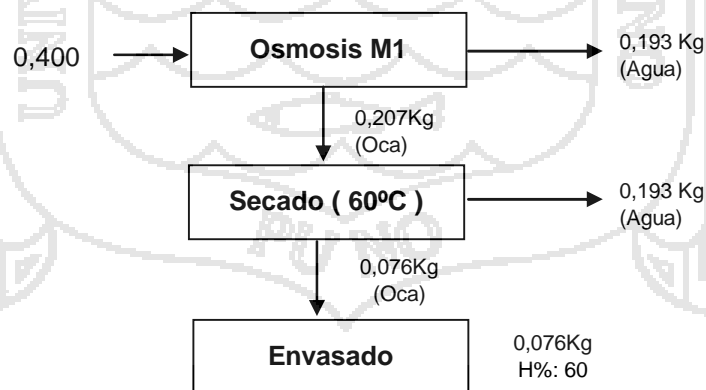 0,400
Osmosis M1
0,193 Kg
(Agua)
0,207Kg
(Oca)
Secado ( 60ºC )
0,193 Kg
(Agua)
0,076Kg
(Oca)
Envasado
0,076Kg
H%: 60
PUNO